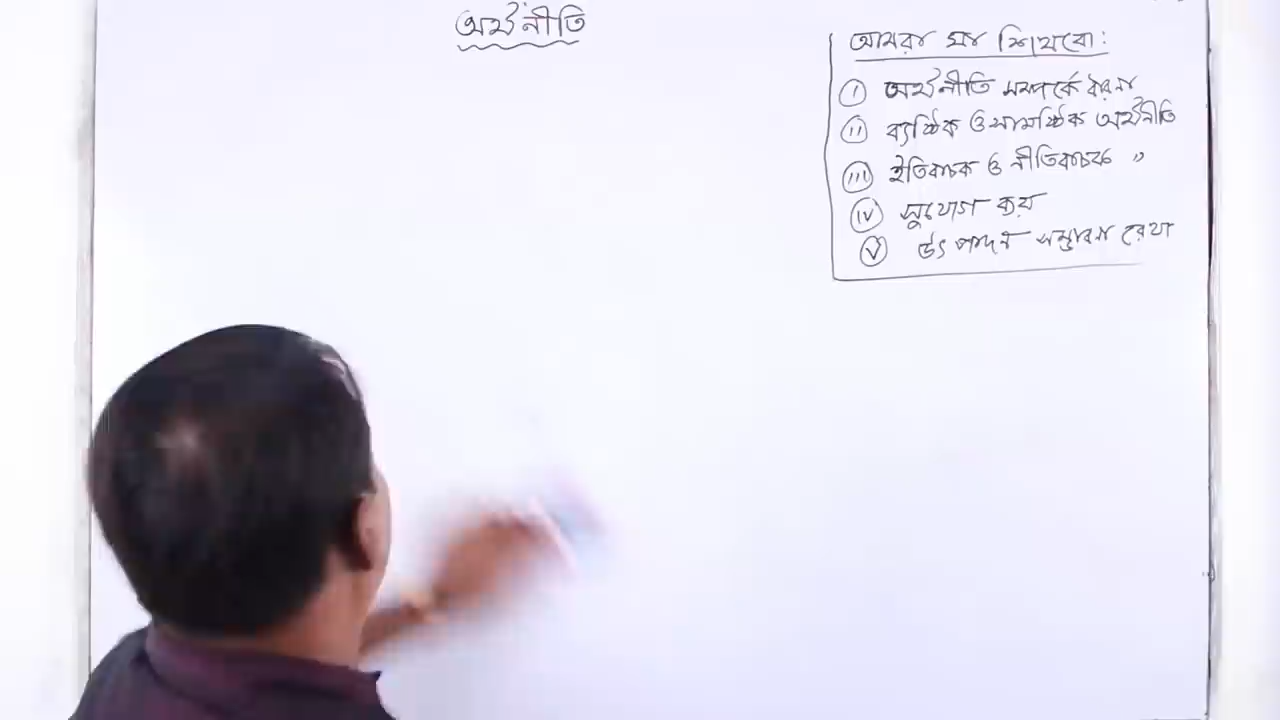 অর্থনীতি
আমরা যা শিখবো:
i অর্থনীতি সম্পর্কে ধারণা
ii ব্যষ্টিক ও সামষ্টিক অর্থনীতি
iii ইতিবাচক ও নীতিবাচক "
iv সুযোগ ব্যয়
v উৎপাদন সম্ভাবনা রেখা